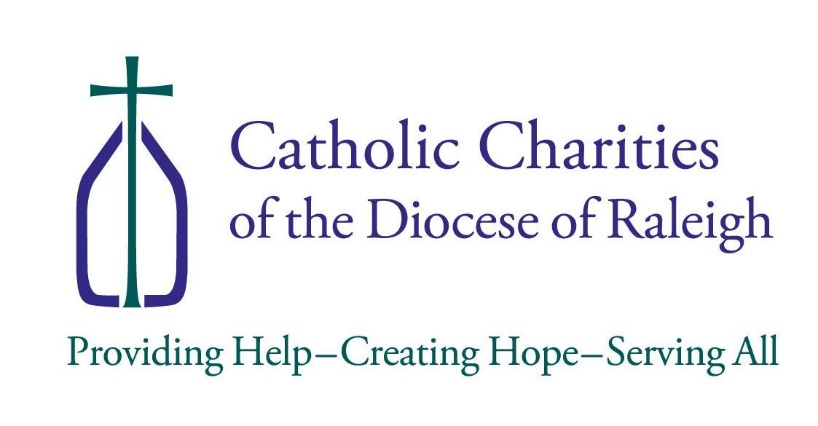 Catholic Charities
of the Diocese of Raleigh
Providing Help–Creating Hope–Serving All